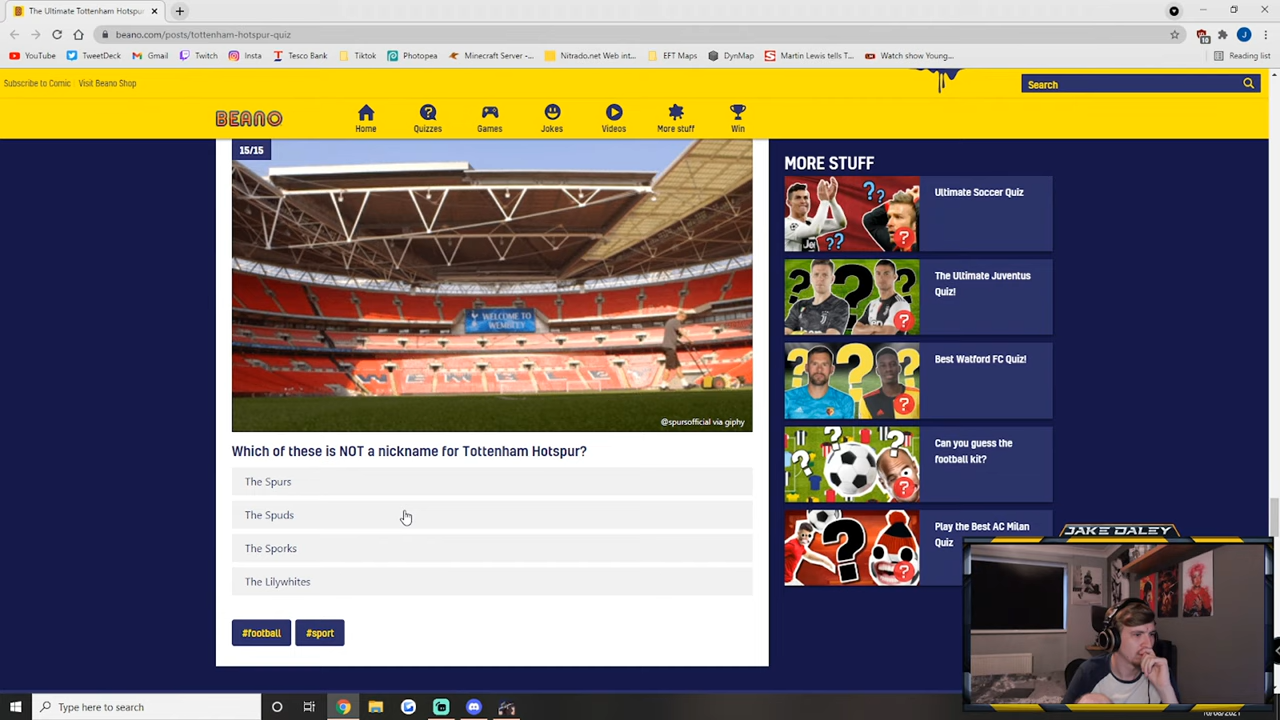 The Ultimate Tottenham Hotspur
beano.com/posts/tottenham-hotspur-quiz
YouTube TweetDeck Gmail Twitch Insta Tesco Bank Tiktok Photopea Minecraft Server -... Nitrado.net Web int... EFT Maps DynMap Martin Lewis tells T... Watch show Young... Reading list
Subscribe to Comic Visit Beano Shop
Search
BEANO
Home Quizzes Games Jokes Videos More stuff Win
15/15
WELCOME TO
WEMBLEY
WEMBLEY
@spursofficial via giphy
Which of these is NOT a nickname for Tottenham Hotspur?
The Spurs
The Spuds
The Sporks
The Lilywhites
#football #sport
MORE STUFF
Ultimate Soccer Quiz
The Ultimate Juventus
Quiz!
Best Watford FC Quiz!
Can you guess the
football kit?
Play the Best AC Milan
Quiz
JAKE DALEY
Type here to search